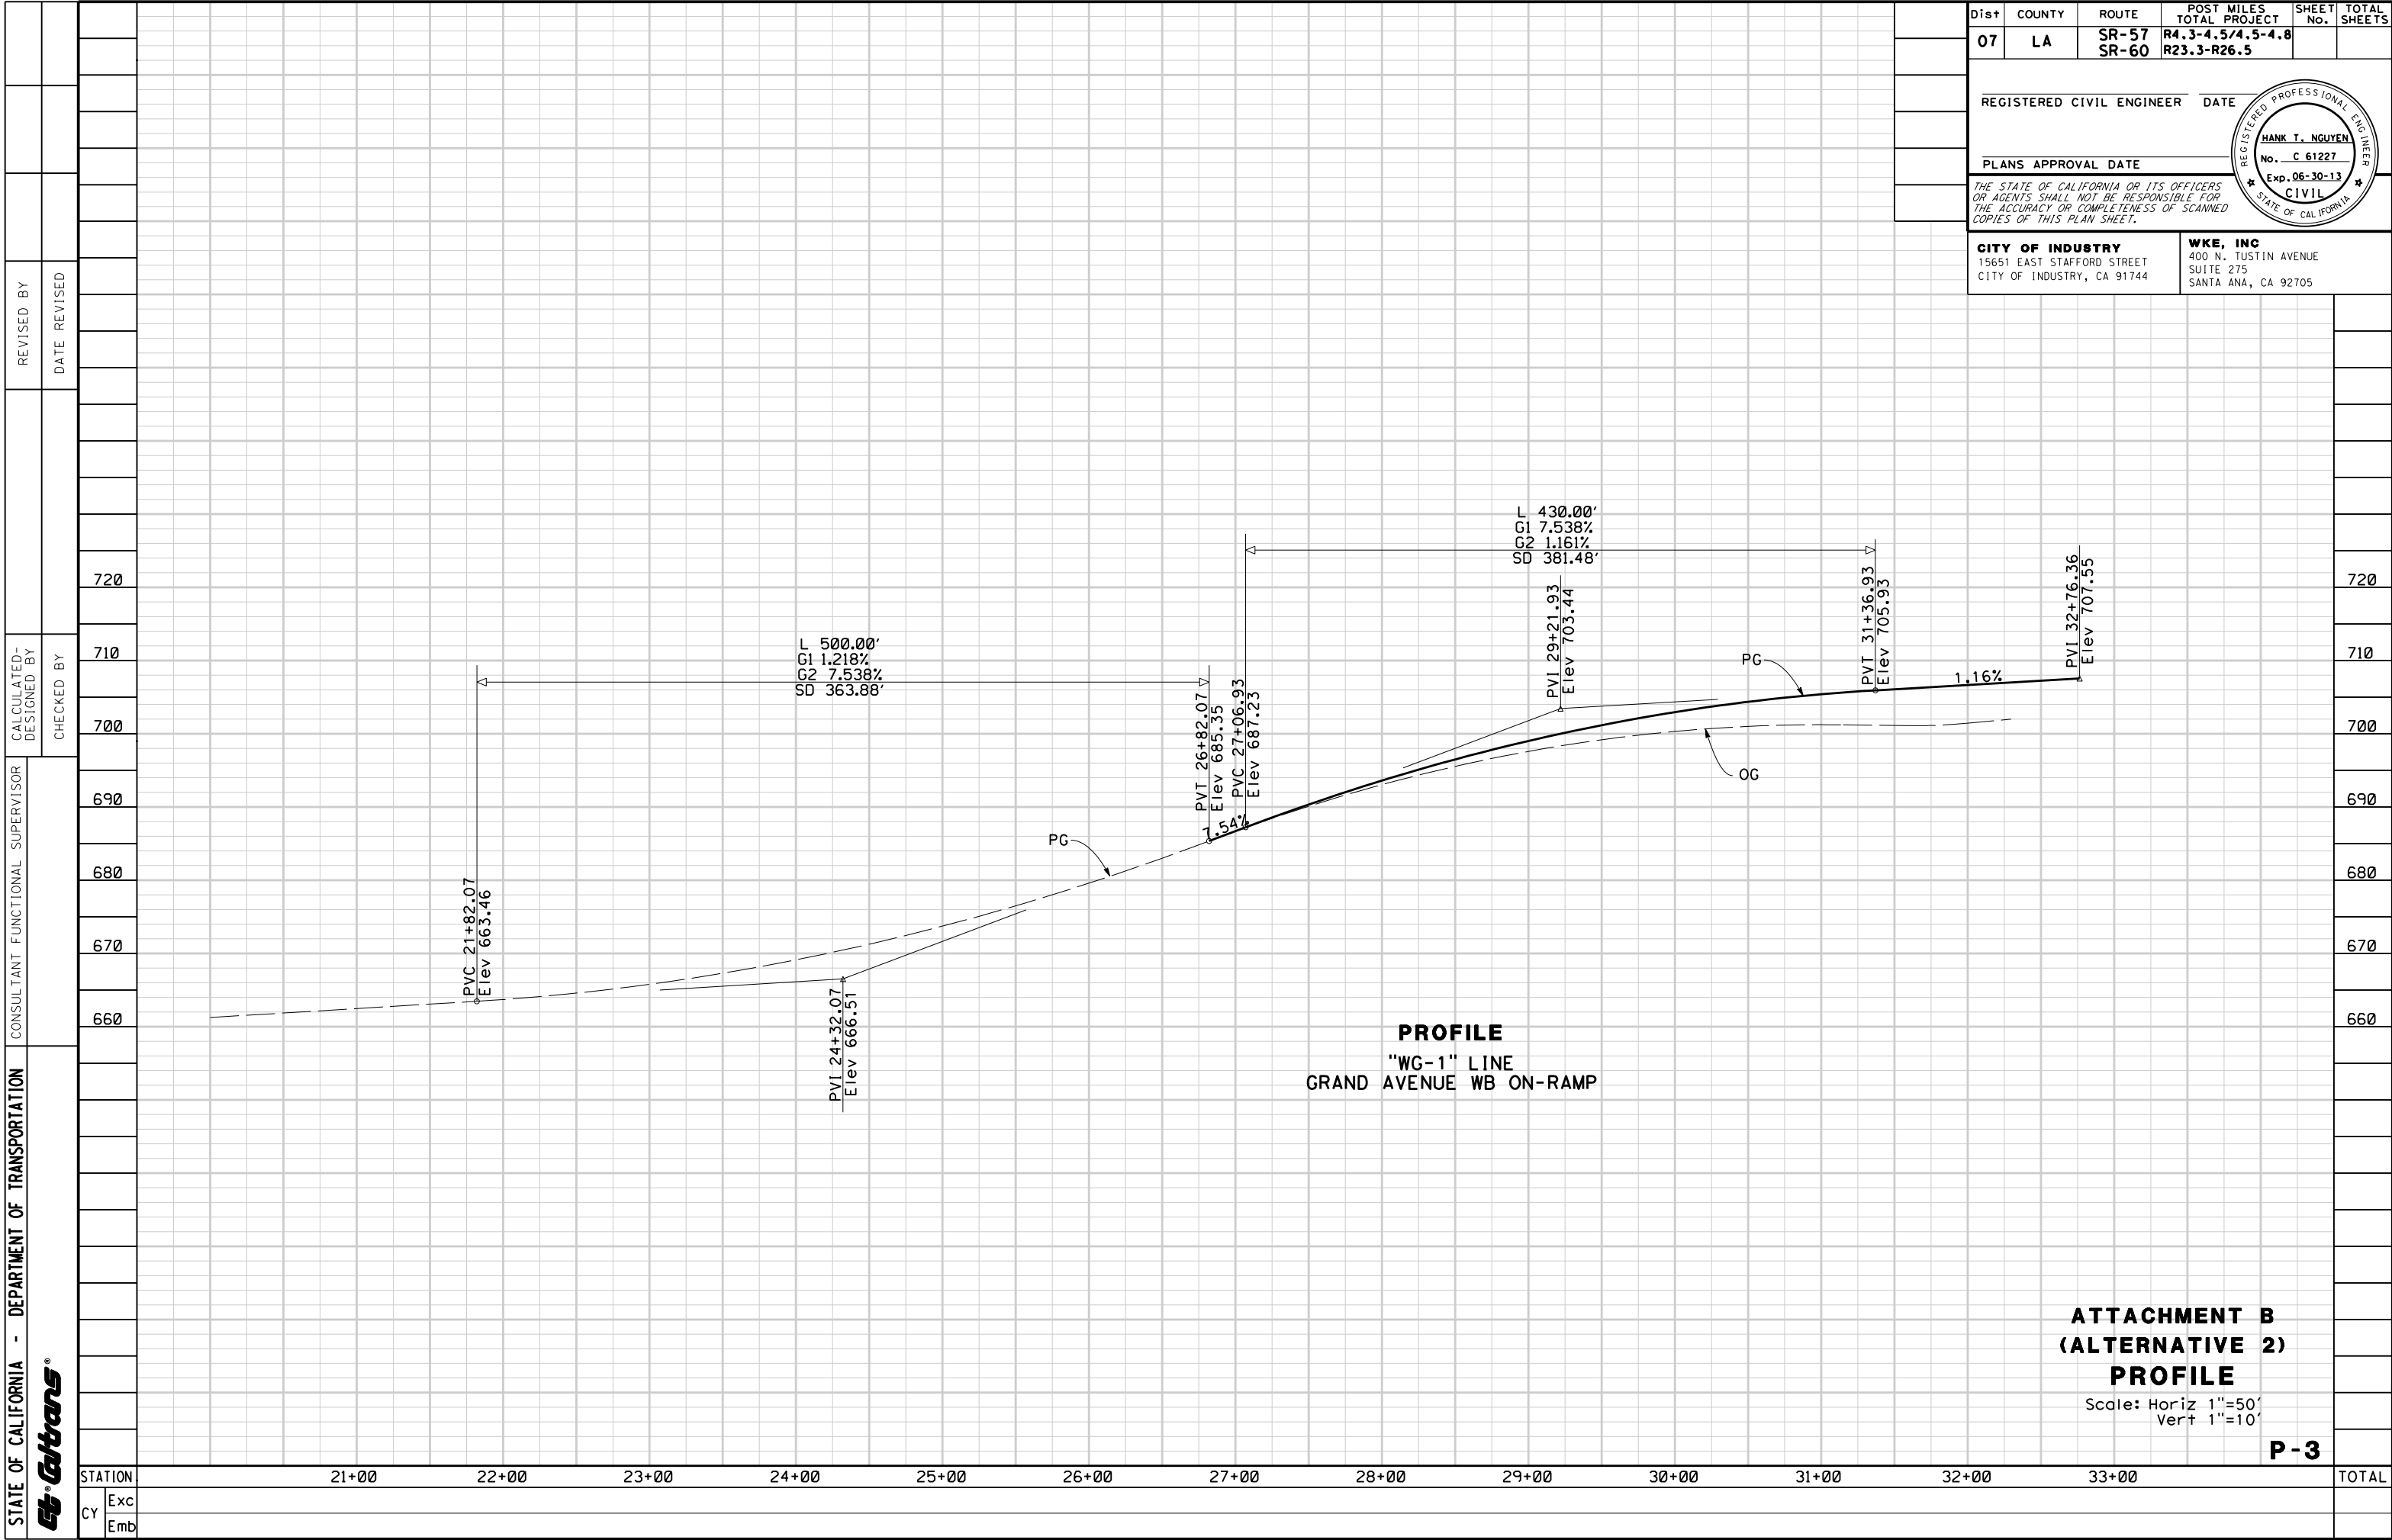 Dist COUNTY ROUTE POST MILES TOTAL PROJECT SHEET No. TOTAL SHEETS
07 LA SR-57 R4.3-4.5/4.5-4.8
SR-60 R23.3-R26.5
REGISTERED CIVIL ENGINEER DATE
PLANS APPROVAL DATE
REGISTERED PROFESSIONAL ENGINEER
HANK T. NGUYEN
No. C 61227
Exp. 06-30-13
CIVIL
STATE OF CALIFORNIA
THE STATE OF CALIFORNIA OR ITS OFFICERS
OR AGENTS SHALL NOT BE RESPONSIBLE FOR
THE ACCURACY OR COMPLETENESS OF SCANNED
COPIES OF THIS PLAN SHEET.
CITY OF INDUSTRY
15651 EAST STAFFORD STREET
CITY OF INDUSTRY, CA 91744
WKE, INC
400 N. TUSTIN AVENUE
SUITE 275
SANTA ANA, CA 92705
REVISED BY
DATE REVISED
CALCULATED-
DESIGNED BY
CHECKED BY
CONSULTANT FUNCTIONAL SUPERVISOR
STATE OF CALIFORNIA - DEPARTMENT OF TRANSPORTATION
Caltrans
720
710
700
690
680
670
660
L 500.00'
G1 1.218%
G2 7.538%
SD 363.88'
L 430.00'
G1 7.538%
G2 1.161%
SD 381.48'
PVC 21+82.07
Elev 663.46
PVI 24+32.07
Elev 666.51
PVT 26+82.07
Elev 685.35
PVC 27+06.93
Elev 687.23
PVI 29+21.93
Elev 703.44
PVT 31+36.93
Elev 705.93
PVI 32+76.36
Elev 707.55
PG
7.54%
PG
1.16%
OG
720
710
700
690
680
670
660
PROFILE
"WG-1" LINE
GRAND AVENUE WB ON-RAMP
ATTACHMENT B
(ALTERNATIVE 2)
PROFILE
Scale: Horiz 1"=50'
Vert 1"=10'
P-3
STATION 21+00 22+00 23+00 24+00 25+00 26+00 27+00 28+00 29+00 30+00 31+00 32+00 33+00 TOTAL
CY Exc
Emb